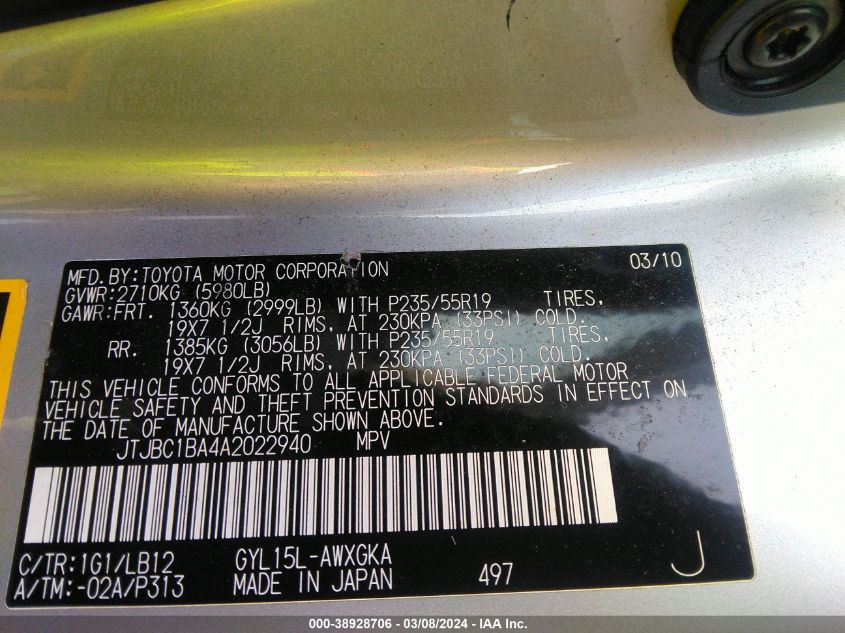 MFD.BY:TOYOTA MOTOR CORPORATION 03/10
GVWR:2710KG (5980LB)
GAWR:FRT. 1360KG (2999LB) WITH P235/55R19 TIRES,
19X7 1/2J RIMS, AT 230KPA (33PSI) COLD.
RR. 1385KG (3056LB) WITH P235/55R19 TIRES,
19X7 1/2J RIMS, AT 230KPA (33PSI) COLD.
THIS VEHICLE CONFORMS TO ALL APPLICABLE FEDERAL MOTOR
VEHICLE SAFETY AND THEFT PREVENTION STANDARDS IN EFFECT ON
THE DATE OF MANUFACTURE SHOWN ABOVE.
JTJBC1BA4A2022940 MPV
C/TR:1G1/LB12 GYL15L-AWXGKA
A/TM:-02A/P313 MADE IN JAPAN 497 J
000-38928706 - 03/08/2024 - IAA Inc.